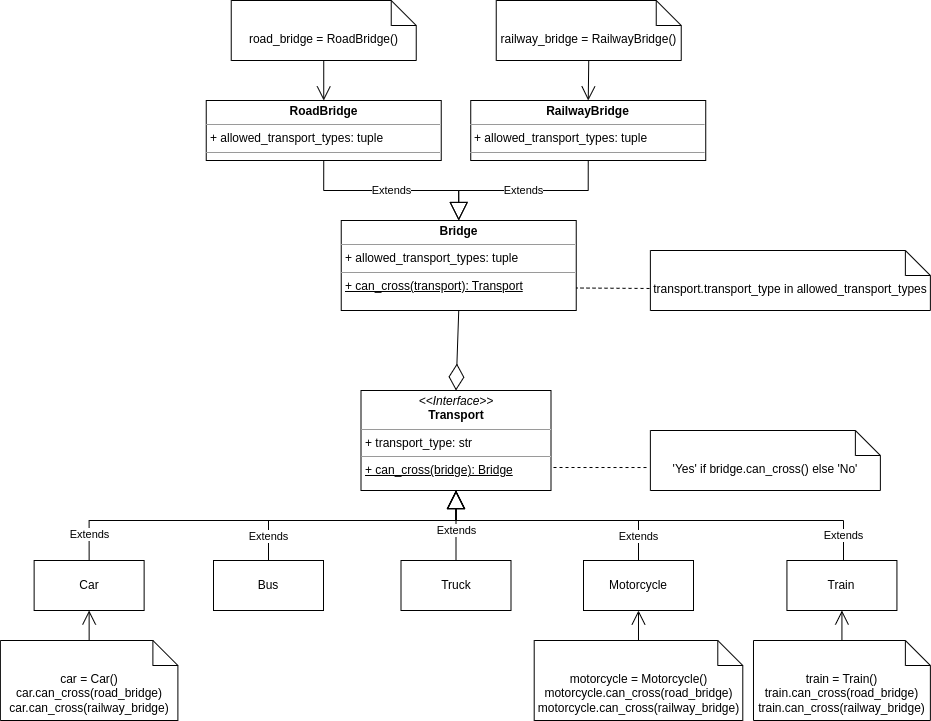 road_bridge = RoadBridge()
railway_bridge = RailwayBridge()
RoadBridge
+ allowed_transport_types: tuple
RailwayBridge
+ allowed_transport_types: tuple
Extends
Extends
Bridge
+ allowed_transport_types: tuple
+ can_cross(transport): Transport
transport.transport_type in allowed_transport_types
<<Interface>>
Transport
+ transport_type: str
+ can_cross(bridge): Bridge
'Yes' if bridge.can_cross() else 'No'
Extends
Extends
Extends
Extends
Extends
Car
Bus
Truck
Motorcycle
Train
car = Car()
car.can_cross(road_bridge)
car.can_cross(railway_bridge)
motorcycle = Motorcycle()
motorcycle.can_cross(road_bridge)
motorcycle.can_cross(railway_bridge)
train = Train()
train.can_cross(road_bridge)
train.can_cross(railway_bridge)